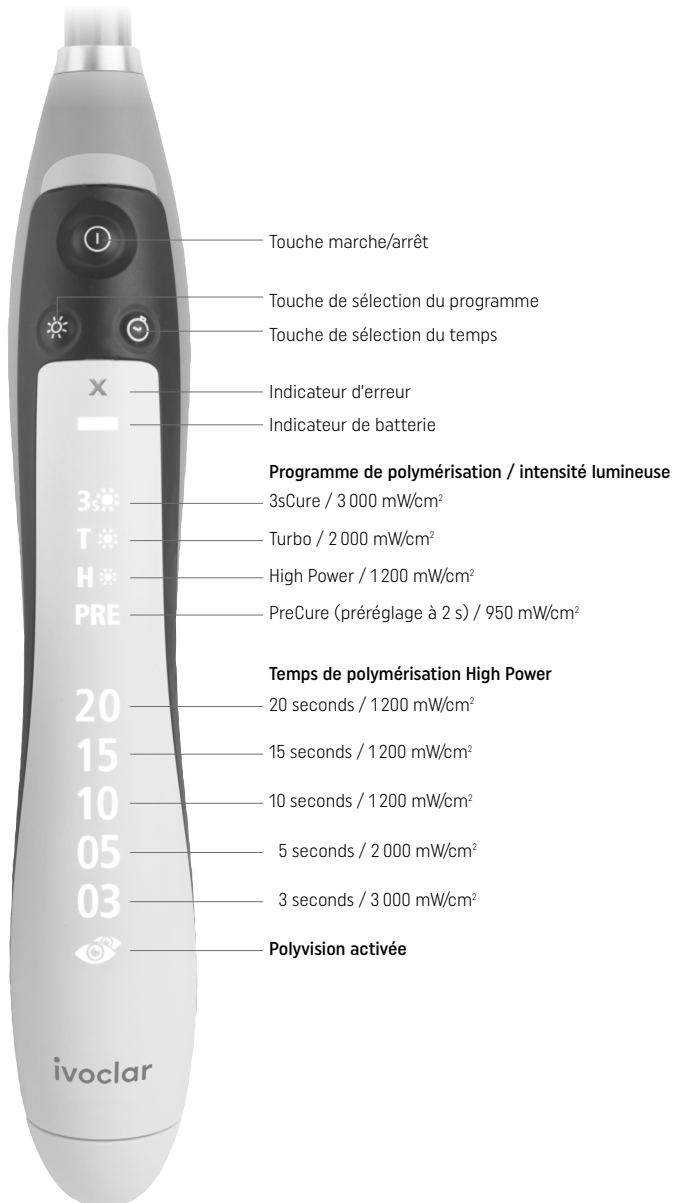 Touche marche/arrêt
Touche de sélection du programme
Touche de sélection du temps
X
Indicateur d'erreur
Indicateur de batterie
Programme de polymérisation / intensité lumineuse
3s
3sCure / 3 000 mW/cm²
T
Turbo / 2 000 mW/cm²
H
High Power / 1 200 mW/cm²
PRE
PreCure (préréglage à 2 s) / 950 mW/cm²
Temps de polymérisation High Power
20
20 seconds / 1 200 mW/cm²
15
15 seconds / 1 200 mW/cm²
10
10 seconds / 1 200 mW/cm²
05
5 seconds / 2 000 mW/cm²
03
3 seconds / 3 000 mW/cm²
Polyvision activée
ivoclar